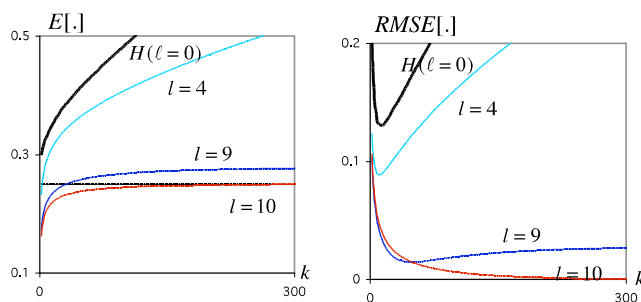 E[.]
0.5
H(ℓ=0)
l = 4
0.3
l = 9
l = 10
0.1
0
300
k
RMSE[.]
0.2
H(ℓ=0)
l = 4
0.1
l = 9
l = 10
0
0
300
k